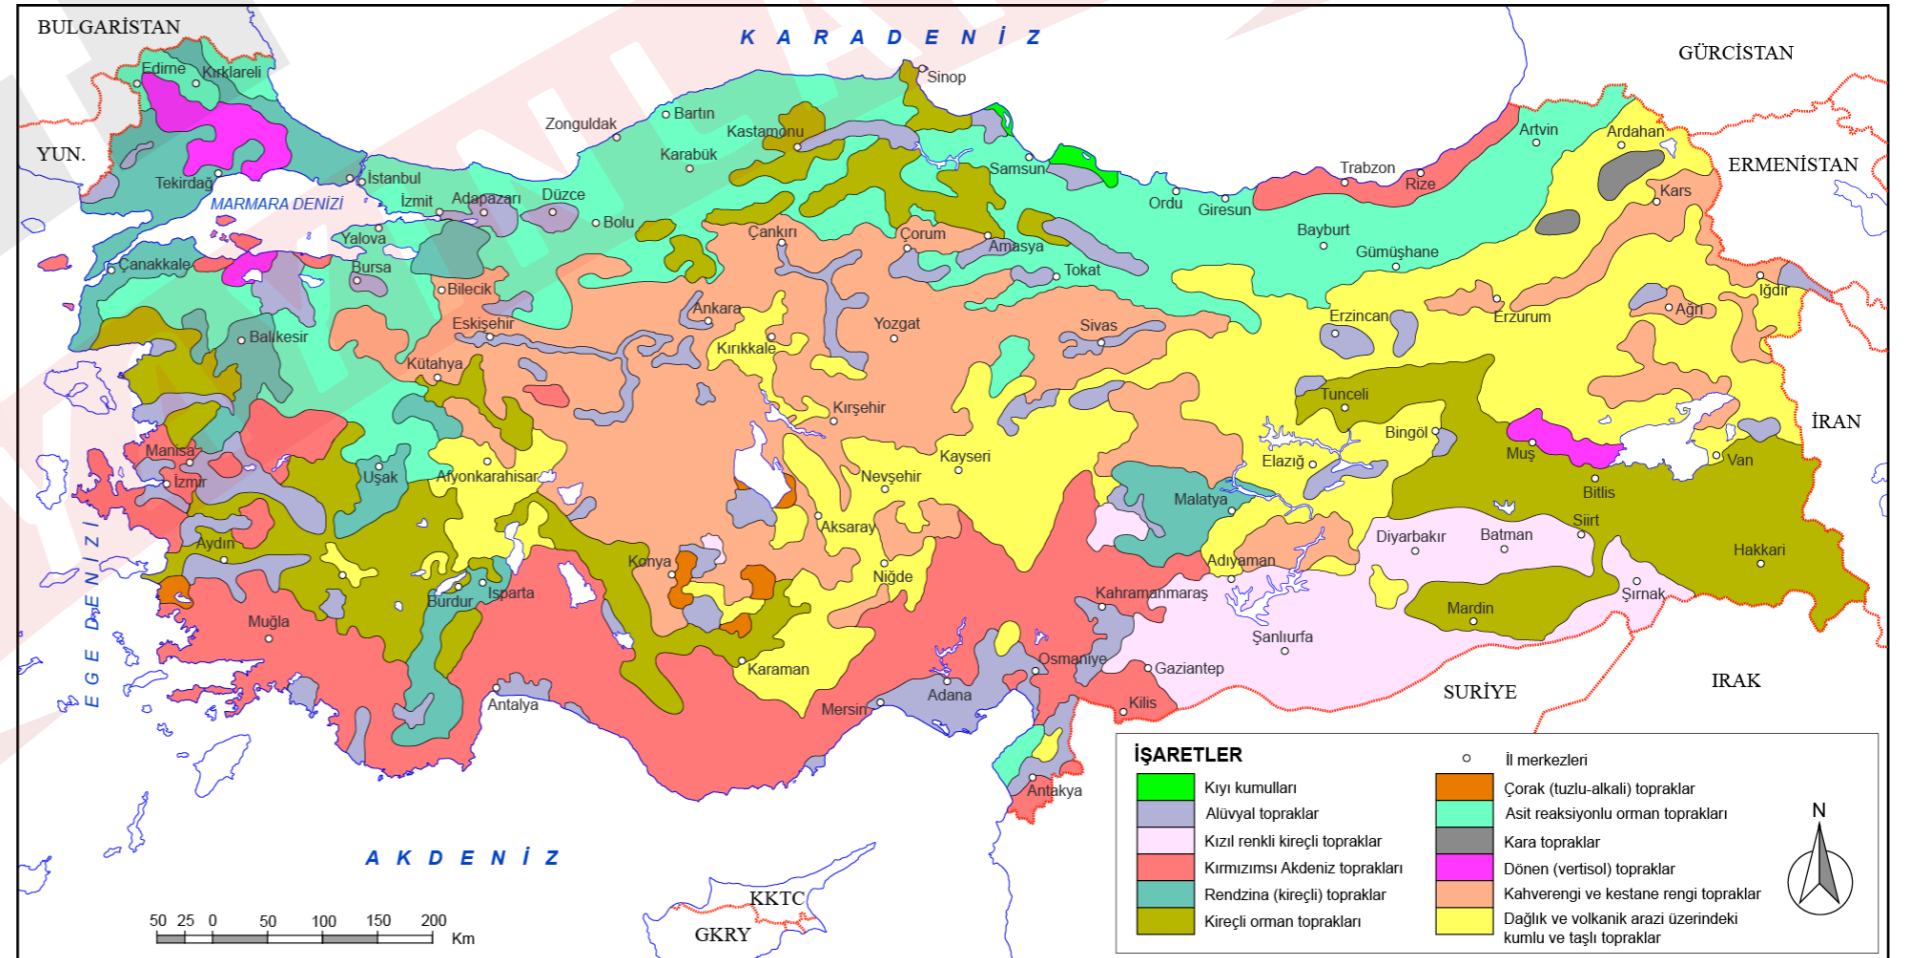 BULGARİSTAN
K A R A D E N İ Z
GÜRCİSTAN
Edirne
Kırklareli
Sinop
Bartın
Zonguldak
Kastamonu
Artvin
Ardahan
YUN.
Karabük
Samsun
Trabzon
Rize
ERMENİSTAN
Tekirdağ
İstanbul
Kars
MARMARA DENİZİ
İzmit
Adapazarı
Düzce
Bolu
Ordu
Giresun
Yalova
Çankırı
Çorum
Amasya
Bayburt
Gümüşhane
Çanakkale
Bursa
Tokat
Bilecik
Iğdır
Ankara
Eskişehir
Yozgat
Sivas
Erzincan
Erzurum
Ağrı
Balıkesir
Kırıkkale
Kütahya
Kırşehir
Tunceli
İRAN
Manisa
Bingöl
Muş
Van
İzmir
Uşak
Afyonkarahisar
Nevşehir
Kayseri
Elazığ
Bitlis
Malatya
Aksaray
Siirt
Aydın
Konya
Diyarbakır
Batman
Hakkari
Niğde
Adıyaman
Burdur
Isparta
Kahramanmaraş
Şırnak
EGE DENİZİ
Muğla
Mardin
Şanlıurfa
Karaman
Osmaniye
Gaziantep
Antalya
Mersin
Adana
Kilis
SURİYE
IRAK
Antakya
A K D E N İ Z
KKTC
GKRY
50 25 0 50 100 150 200
Km
İŞARETLER
Kıyı kumulları
Alüvyal topraklar
Kızıl renkli kireçli topraklar
Kırmızımsı Akdeniz toprakları
Rendzina (kireçli) topraklar
Kireçli orman toprakları
İl merkezleri
Çorak (tuzlu-alkali) topraklar
Asit reaksiyonlu orman toprakları
Kara topraklar
Dönen (vertisol) topraklar
Kahverengi ve kestane rengi topraklar
Dağlık ve volkanik arazi üzerindeki
kumlu ve taşlı topraklar
N